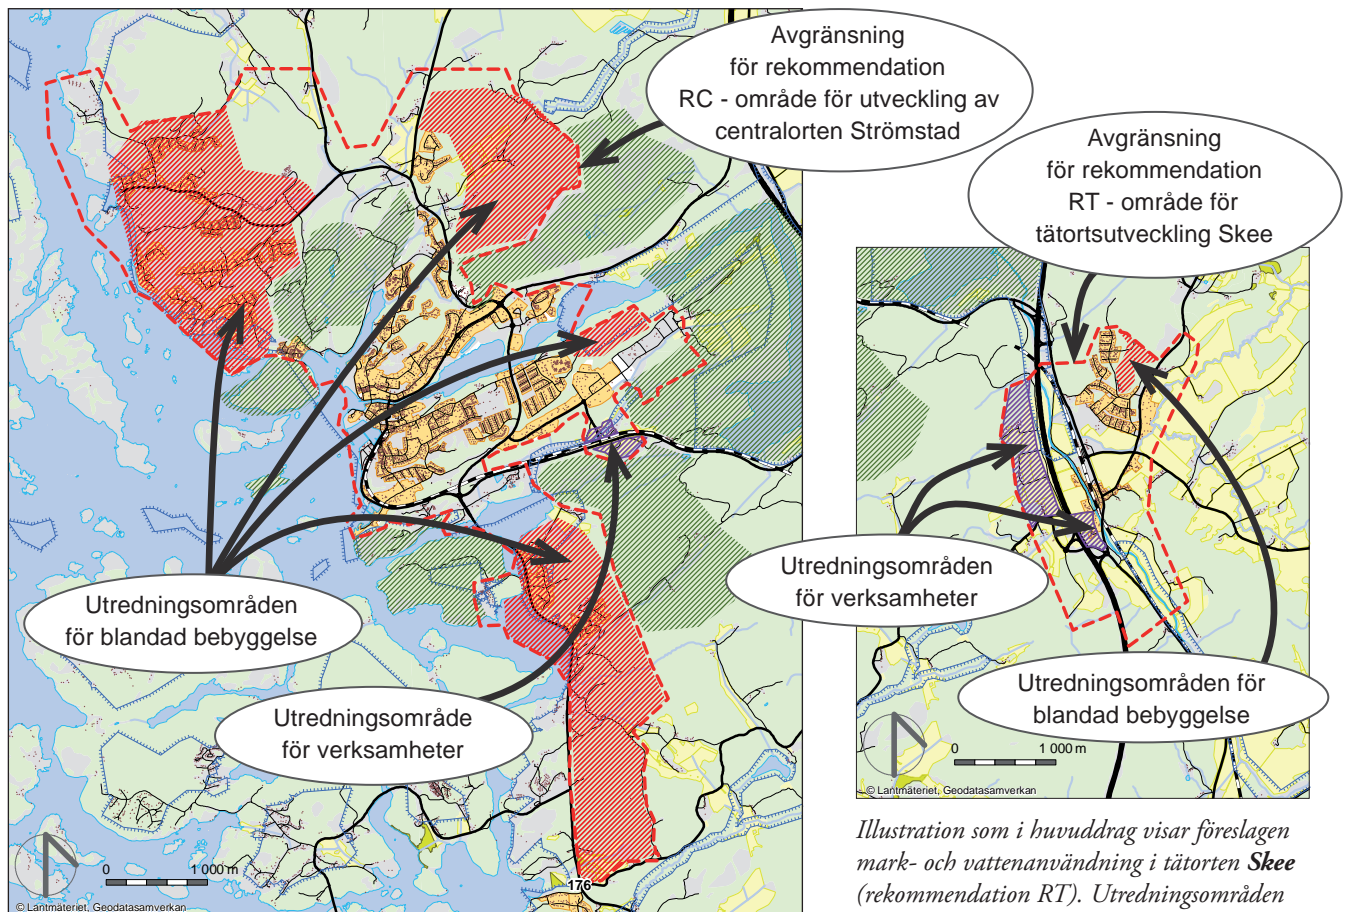 Avgränsning
för rekommendation
RC - område för utveckling av
centralorten Strömstad
Avgränsning
för rekommendation
RT - område för
tätortsutveckling Skee
Utredningsområden
för blandad bebyggelse
Utredningsområde
för verksamheter
Utredningsområden
för verksamheter
Utredningsområden för
blandad bebyggelse
0 1 000 m
© Lantmäteriet, Geodatasamverkan
176
0 1 000 m
© Lantmäteriet, Geodatasamverkan
Illustration som i huvuddrag visar föreslagen
mark- och vattenanvändning i tätorten Skee
(rekommendation RT). Utredningsområden